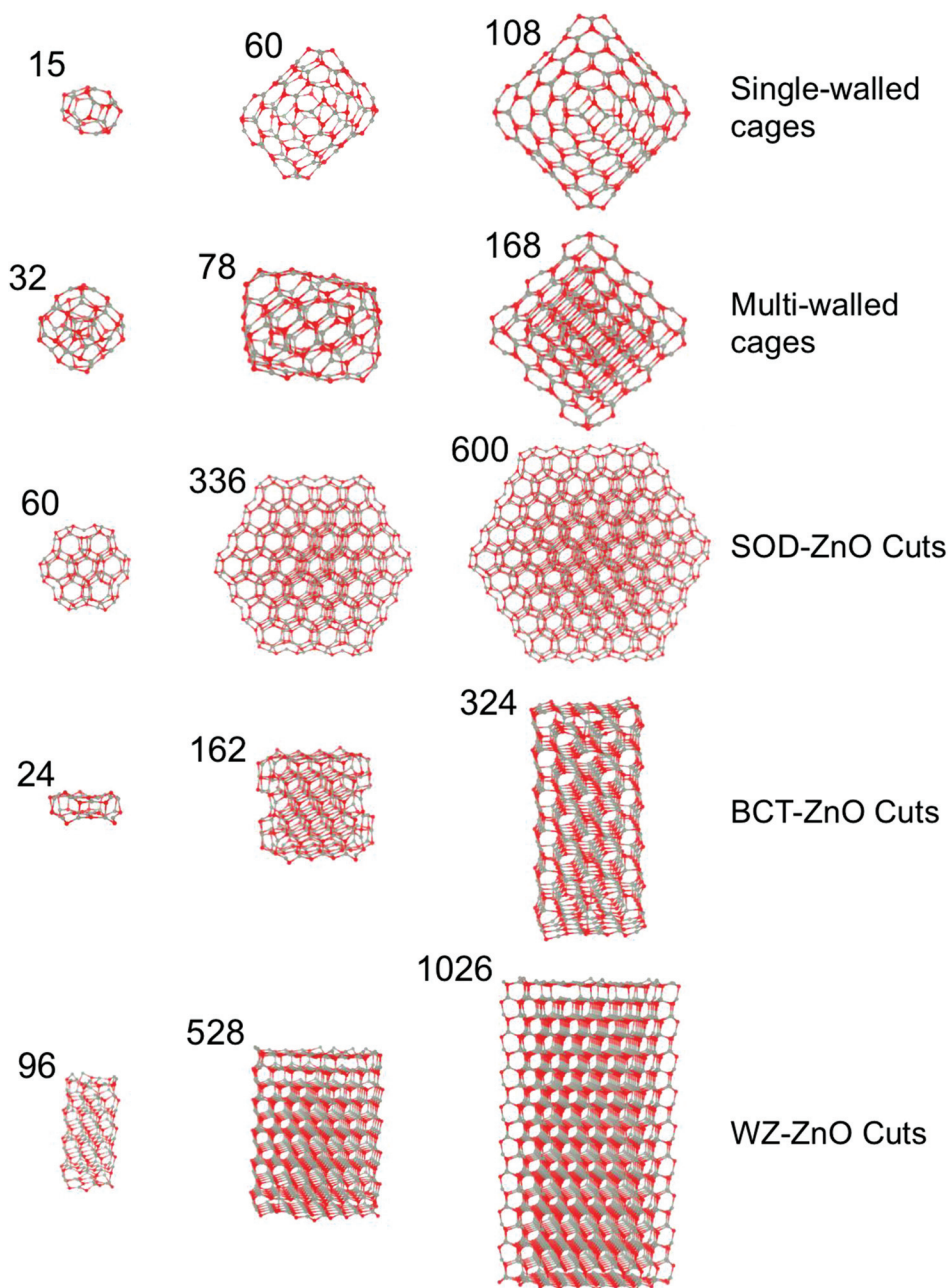 15
60
108
Single-walled
cages
32
78
168
Multi-walled
cages
60
336
600
SOD-ZnO Cuts
24
162
324
BCT-ZnO Cuts
96
528
1026
WZ-ZnO Cuts